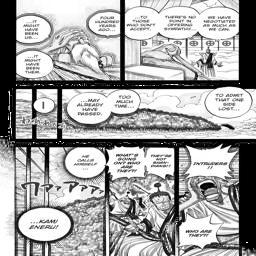 ...IT
MIGHT
HAVE
BEEN
US...
FOUR
HUNDRED
YEARS
AGO...
...IT
MIGHT
HAVE BEEN
THEM.
...TO
THOSE
WHO DON'T
ACCEPT.
THERE'S NO
POINT IN
OFFERING
SYMPATHY...
WE HAVE
NEGOTIATED
AS MUCH AS
WE CAN.
TO ADMIT
THAT ONE
SIDE
LOST...
TOO MUCH
TIME...
...MAY
ALREADY
HAVE
PASSED.
HE
CALLS
HIMSELF
...
...KAMI
ENERU!
WHAT'S
GOING
ON? WHO
ARE
THEY!?
THEY'RE
NOT
INTRUDERS
!!
WHO ARE
THEY!?